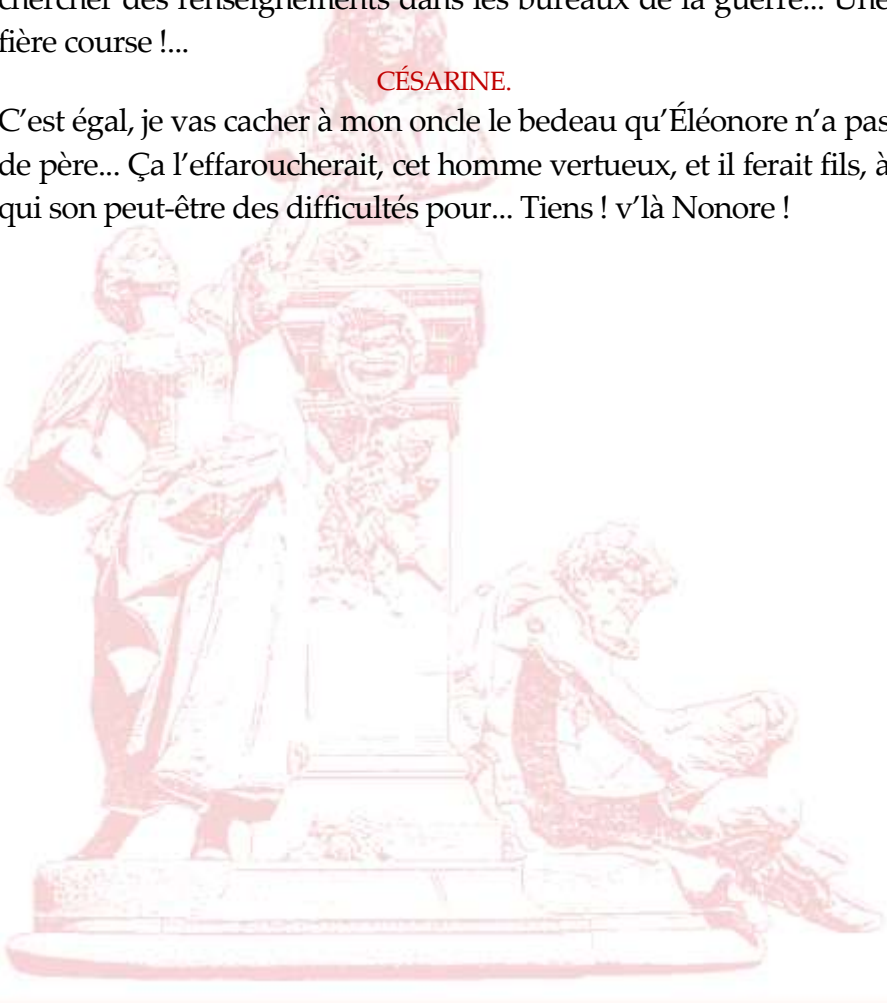 chercher des renseignements dans les bureaux de la guerre... Une
fière course !...
CÉSARINE.
C’est égal, je vas cacher à mon oncle le bedeau qu’Éléonore n’a pas
de père... Ça l’effaroucherait, cet homme vertueux, et il ferait fils, à
qui son peut-être des difficultés pour... Tiens ! v’là Nonore !